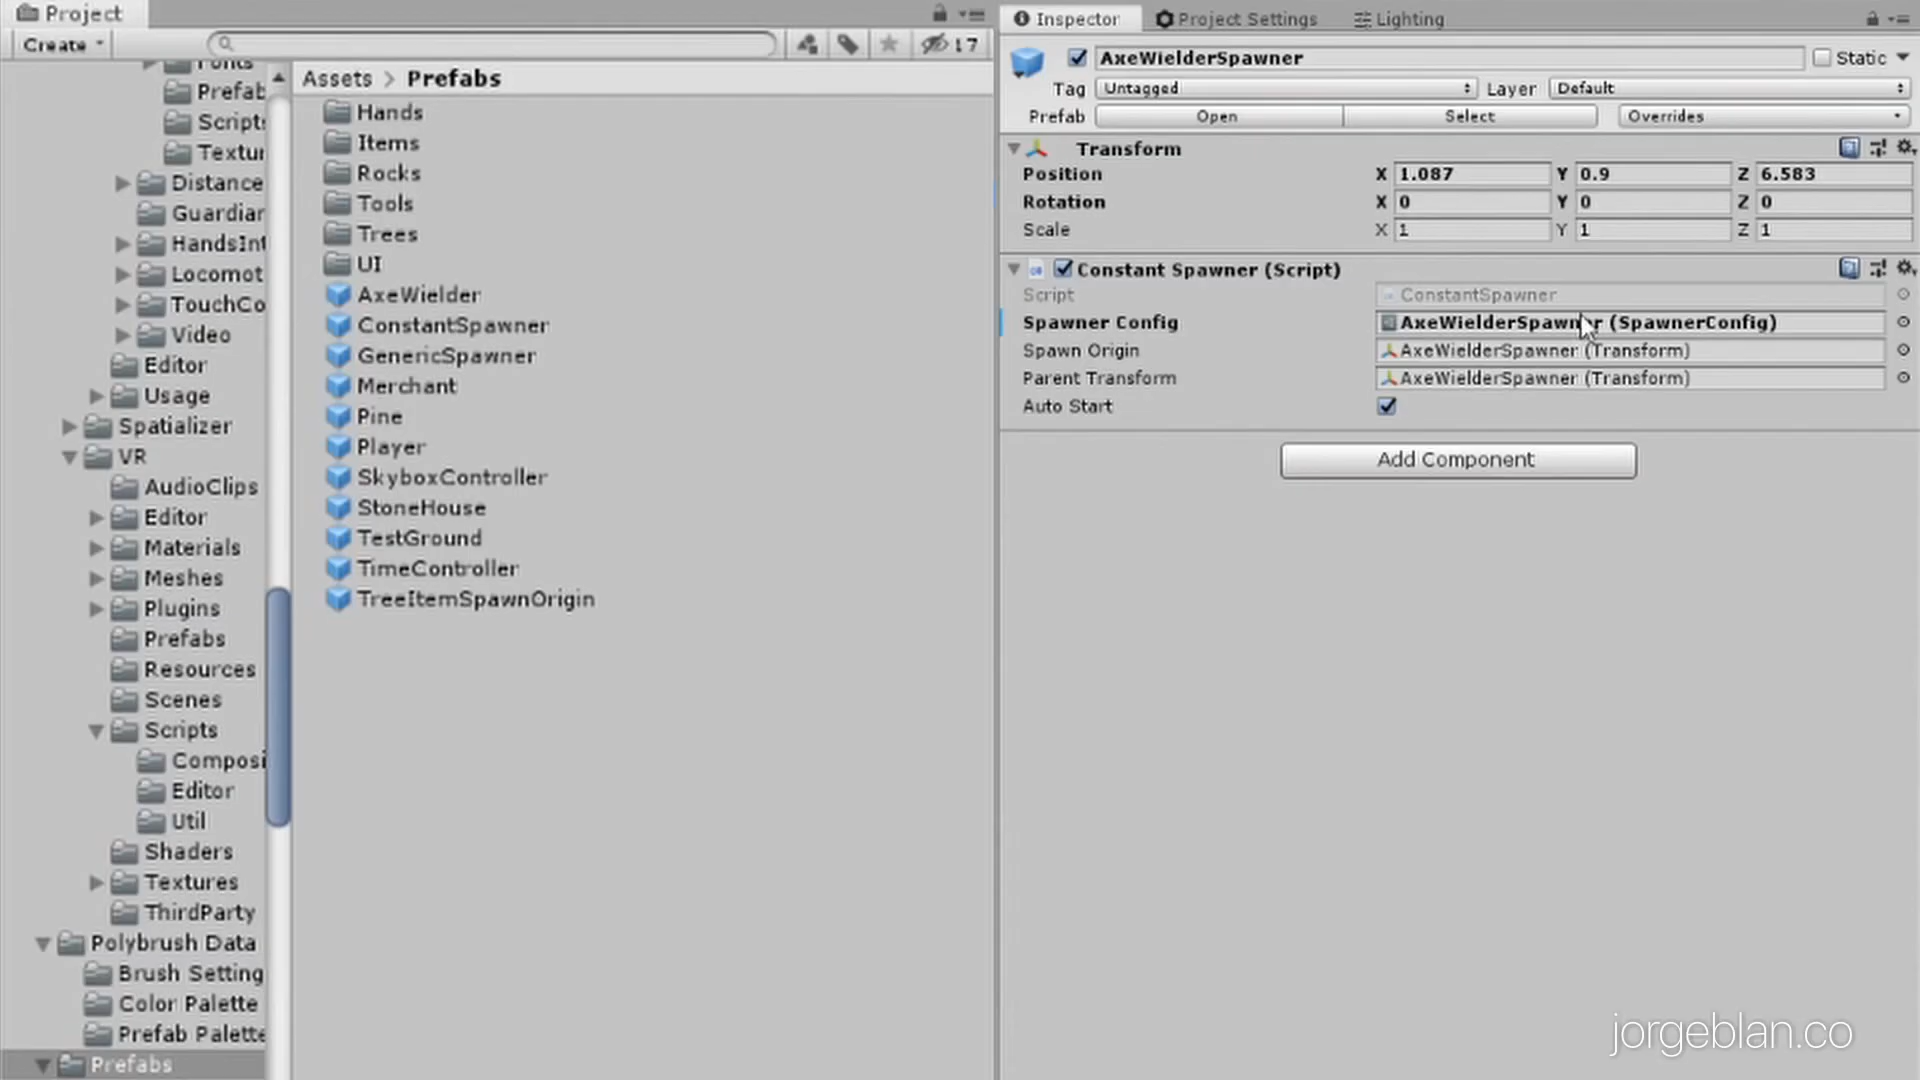 Project
Create
17
Fonts
Prefab
Scripts
Textur
Distance
Guardian
HandsInt
Locomot
TouchCo
Video
Editor
Usage
Spatializer
VR
AudioClips
Editor
Materials
Meshes
Plugins
Prefabs
Resources
Scenes
Scripts
Composi
Editor
Util
Shaders
Textures
ThirdParty
Polybrush Data
Brush Setting
Color Palette
Prefab Palette
Prefabs
Assets > Prefabs
Hands
Items
Rocks
Tools
Trees
UI
AxeWielder
ConstantSpawner
GenericSpawner
Merchant
Pine
Player
SkyboxController
StoneHouse
TestGround
TimeController
TreeItemSpawnOrigin
Inspector Project Settings Lighting
AxeWielderSpawner Static
Tag Untagged Layer Default
Prefab Open Select Overrides
Transform
Position X 1.087 Y 0.9 Z 6.583
Rotation X 0 Y 0 Z 0
Scale X 1 Y 1 Z 1
Constant Spawner (Script)
Script ConstantSpawner
Spawner Config AxeWielderSpawner (SpawnerConfig)
Spawn Origin AxeWielderSpawner (Transform)
Parent Transform AxeWielderSpawner (Transform)
Auto Start
Add Component
jorgeblan.co